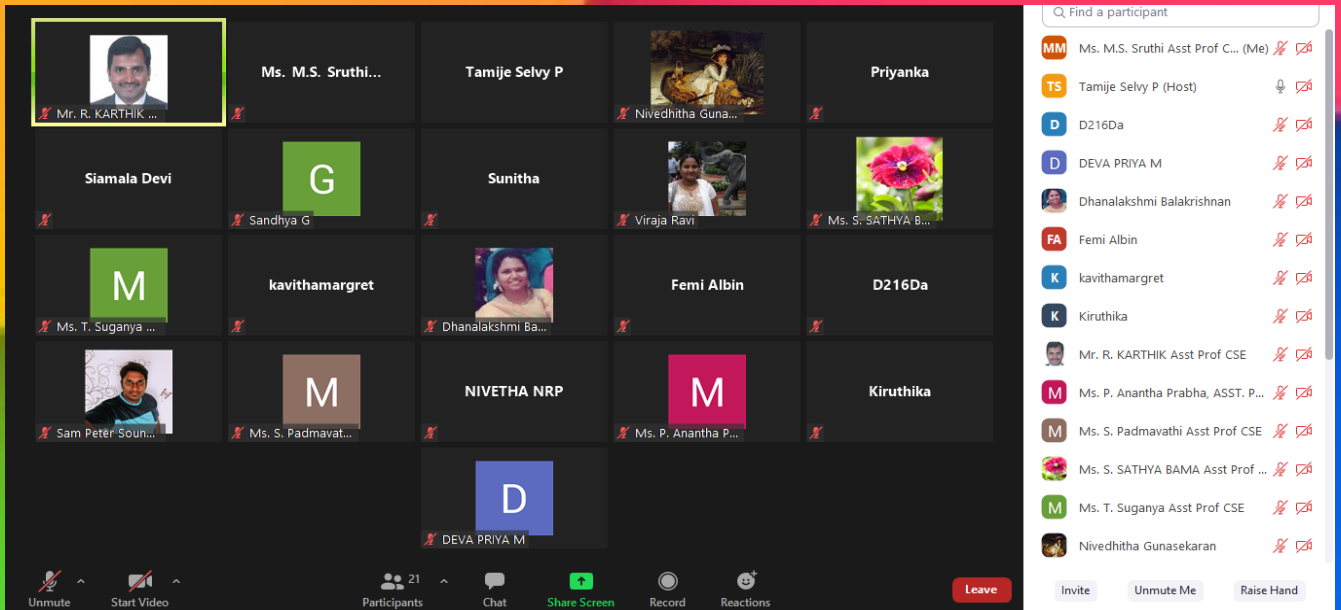 Mr. R. KARTHIK ...
Ms. M.S. Sruthi...
Tamije Selvy P
Nivedhitha Guna...
Priyanka
Siamala Devi
G
Sandhya G
Sunitha
Viraja Ravi
Ms. S. SATHYA B...
M
Ms. T. Suganya ...
kavithamargret
Dhanalakshmi Ba...
Femi Albin
D216Da
Sam Peter Soun...
M
Ms. S. Padmavat...
NIVETHA NRP
M
Ms. P. Anantha P...
Kiruthika
D
DEVA PRIYA M
Unmute
Start Video
Participants 21
Chat
Share Screen
Record
Reactions
Leave
Find a participant
MM Ms. M.S. Sruthi Asst Prof C... (Me)
TS Tamije Selvy P (Host)
D D216Da
D DEVA PRIYA M
Dhanalakshmi Balakrishnan
FA Femi Albin
K kavithamargret
K Kiruthika
Mr. R. KARTHIK Asst Prof CSE
M Ms. P. Anantha Prabha, ASST. P...
M Ms. S. Padmavathi Asst Prof CSE
Ms. S. SATHYA BAMA Asst Prof ...
M Ms. T. Suganya Asst Prof CSE
Nivedhitha Gunasekaran
Invite
Unmute Me
Raise Hand